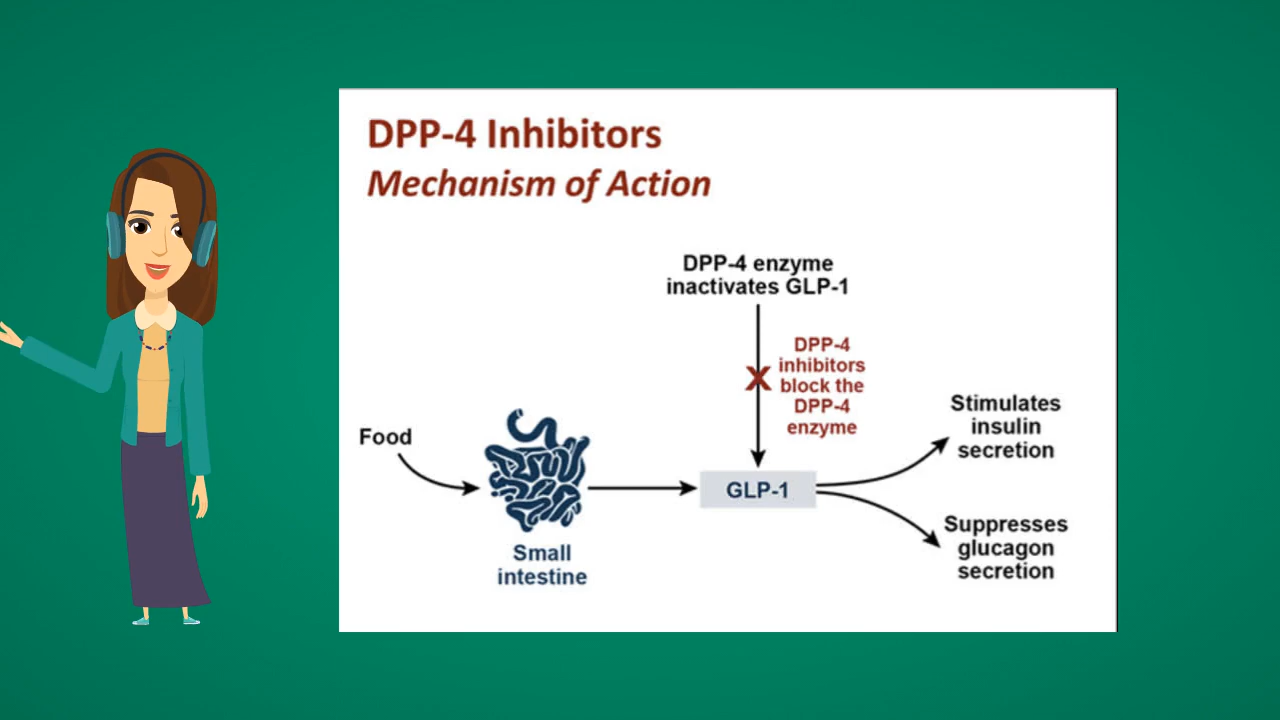 DPP-4 Inhibitors
Mechanism of Action
DPP-4 enzyme
inactivates GLP-1
DPP-4
inhibitors
block the
DPP-4
enzyme
Food
Small
intestine
GLP-1
Stimulates
insulin
secretion
Suppresses
glucagon
secretion